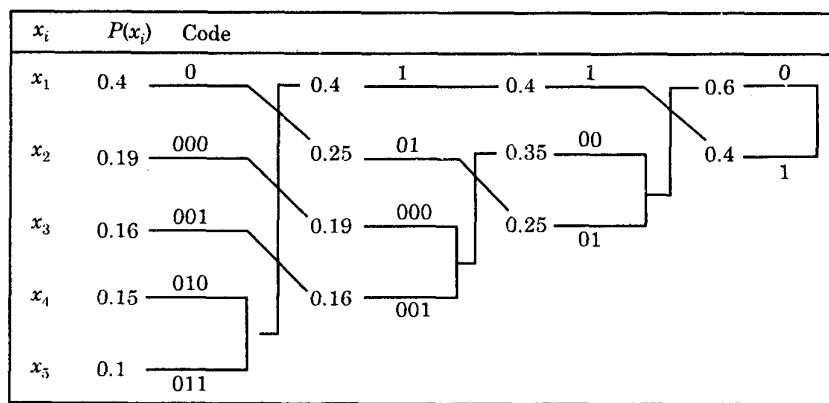 x_i P(x_i) Code
x_1 0.4 0 0.4 1 0.4 1 0.6 0
x_2 0.19 000 0.25 01 0.35 00 0.4 1
x_3 0.16 001 0.19 000 0.25 01
x_4 0.15 010 0.16 001
x_5 0.1 011